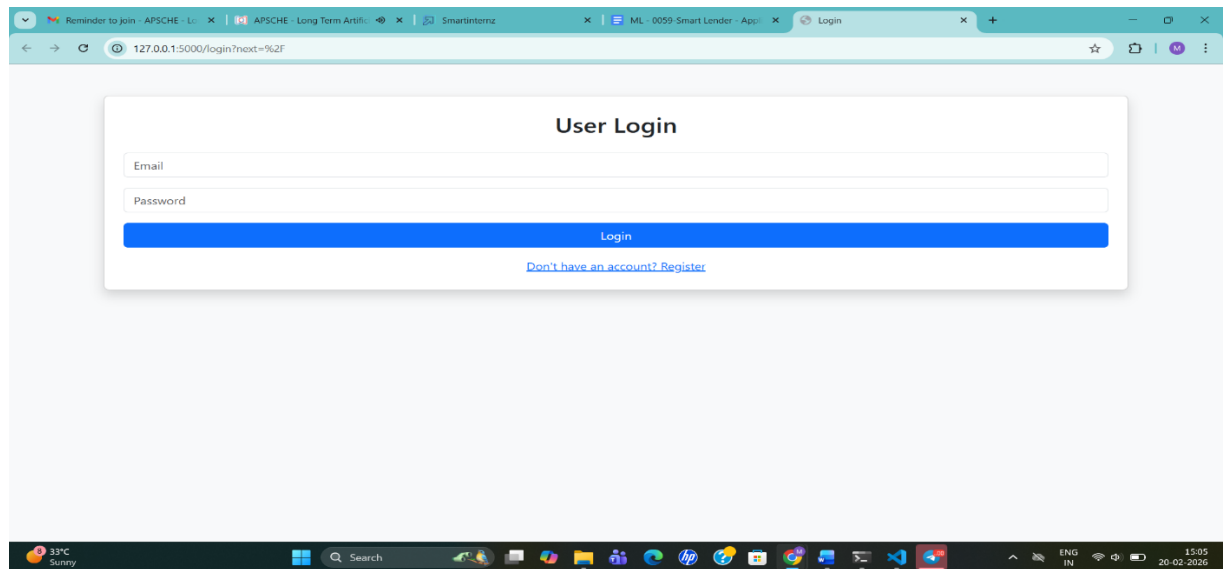 Reminder to join - APSCHE - Lo
APSCHE - Long Term Artific
Smartinternz
ML - 0059-Smart Lender - Appl
Login
127.0.0.1:5000/login?next=%2F
M
User Login
Email
Password
Login
Don't have an account? Register
8
33°C
Sunny
Search
hp
ENG
IN
15:05
20-02-2026